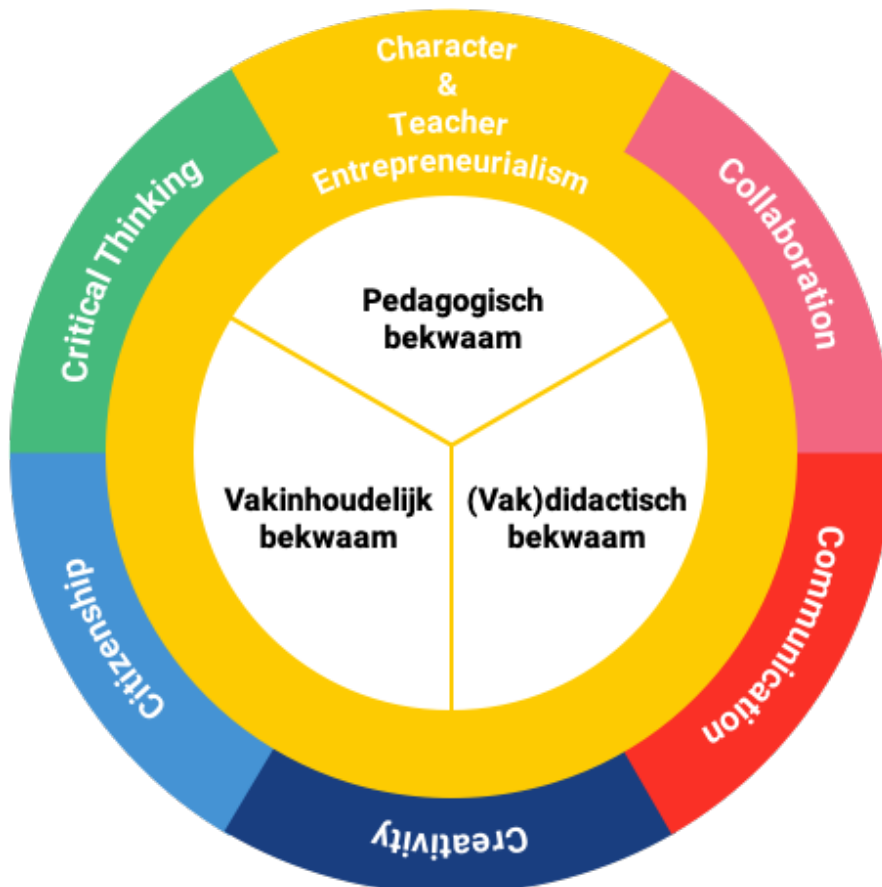 Character
&
Teacher
Entrepreneurialism
Collaboration
Communication
Creativity
Citizenship
Critical Thinking
Pedagogisch
bekwaam
Vakinhoudelijk
bekwaam
(Vak)didactisch
bekwaam